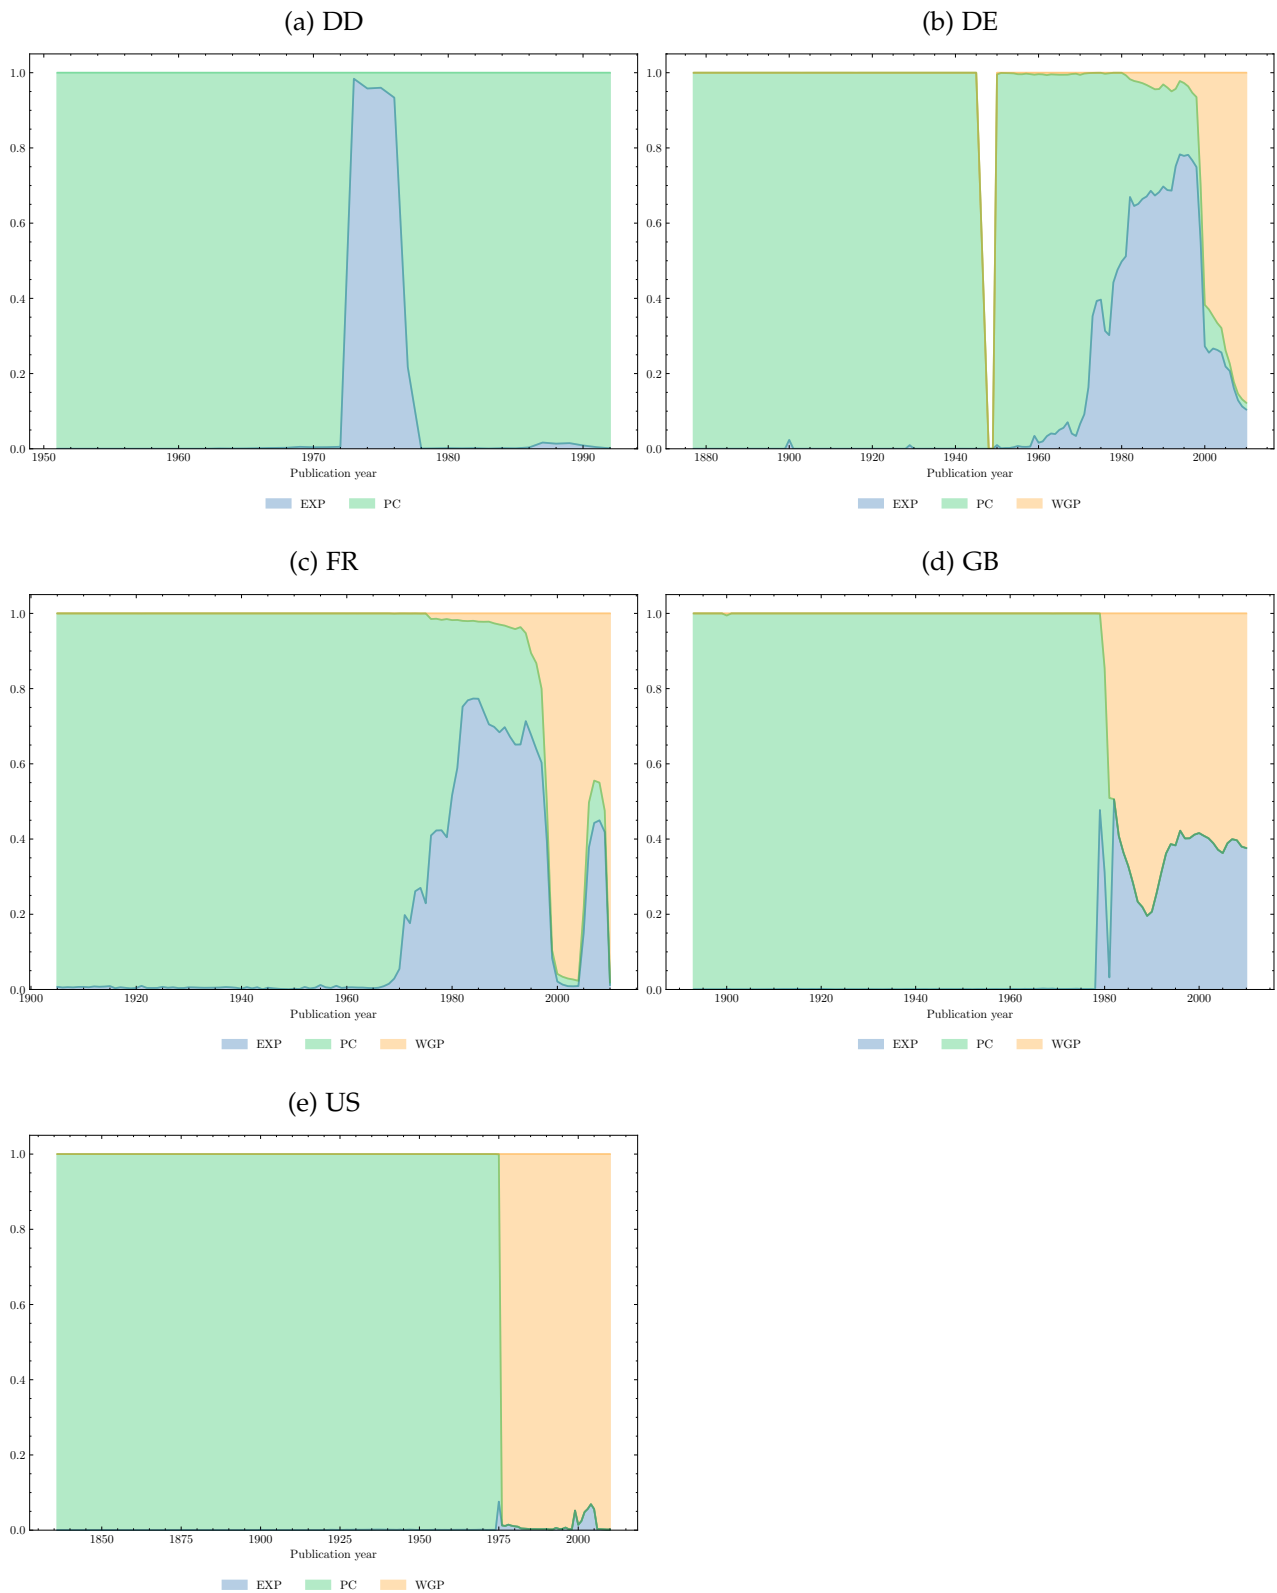 (a) DD
1.0
0.8
0.6
0.4
0.2
0.0
1950 1960 1970 1980 1990
Publication year
EXP PC
(b) DE
1.0
0.8
0.6
0.4
0.2
0.0
1880 1900 1920 1940 1960 1980 2000
Publication year
EXP PC WGP
(c) FR
1.0
0.8
0.6
0.4
0.2
0.0
1900 1920 1940 1960 1980 2000
Publication year
EXP PC WGP
(d) GB
1.0
0.8
0.6
0.4
0.2
0.0
1900 1920 1940 1960 1980 2000
Publication year
EXP PC WGP
(e) US
1.0
0.8
0.6
0.4
0.2
0.0
1850 1875 1900 1925 1950 1975 2000
Publication year
EXP PC WGP